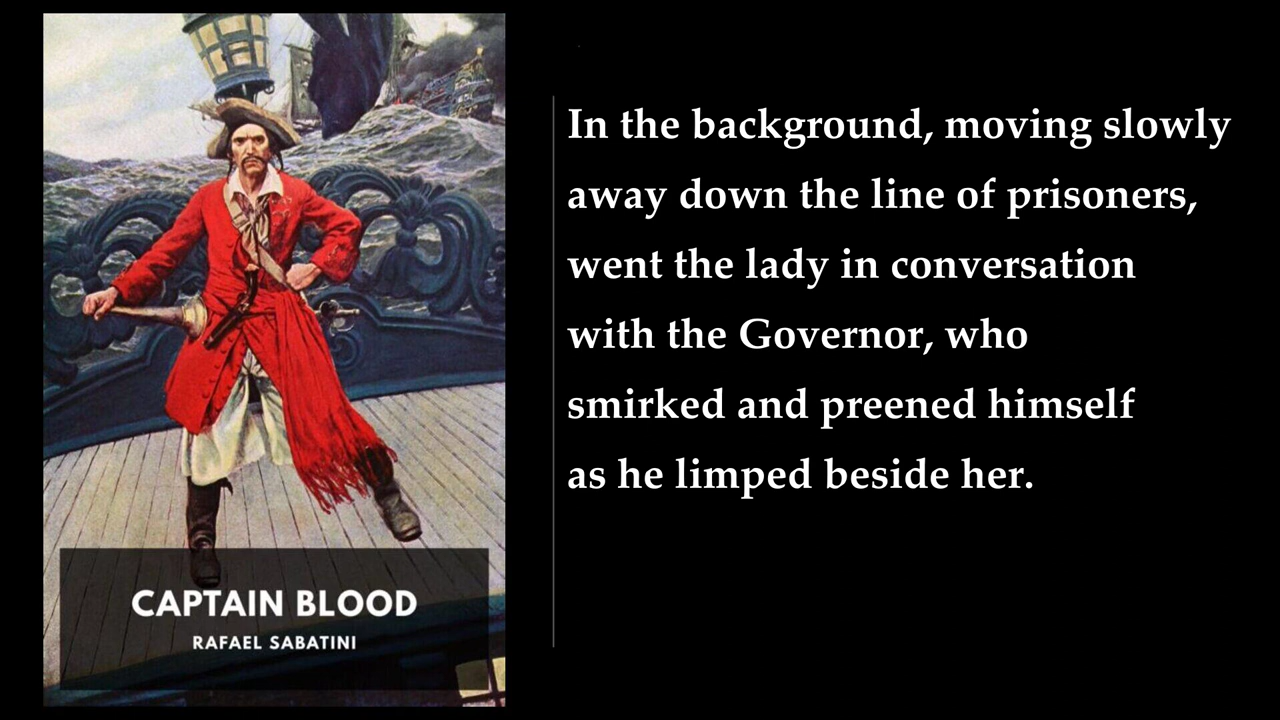 In the background, moving slowly
away down the line of prisoners,
went the lady in conversation
with the Governor, who
smirked and preened himself
as he limped beside her.
CAPTAIN BLOOD
RAFAEL SABATINI